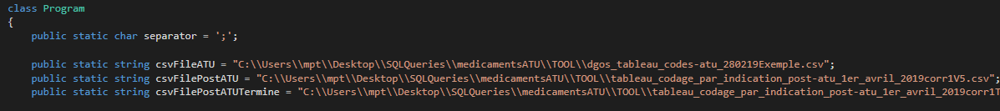 class Program
{
public static char separator = ';';
public static string csvFileATU = "C:\\Users\\mpt\\Desktop\\SQLQueries\\medicamentsATU\\TOOL\\dgos_tableau_codes-atu_280219Exemple.csv";
public static string csvFilePostATU = "C:\\Users\\mpt\\Desktop\\SQLQueries\\medicamentsATU\\TOOL\\tableau_codage_par_indication_post-atu_1er_avril_2019corr1V5.csv";
public static string csvFilePostATUTermine = "C:\\Users\\mpt\\Desktop\\SQLQueries\\medicamentsATU\\TOOL\\tableau_codage_par_indication_post-atu_1er_avril_2019corr1T